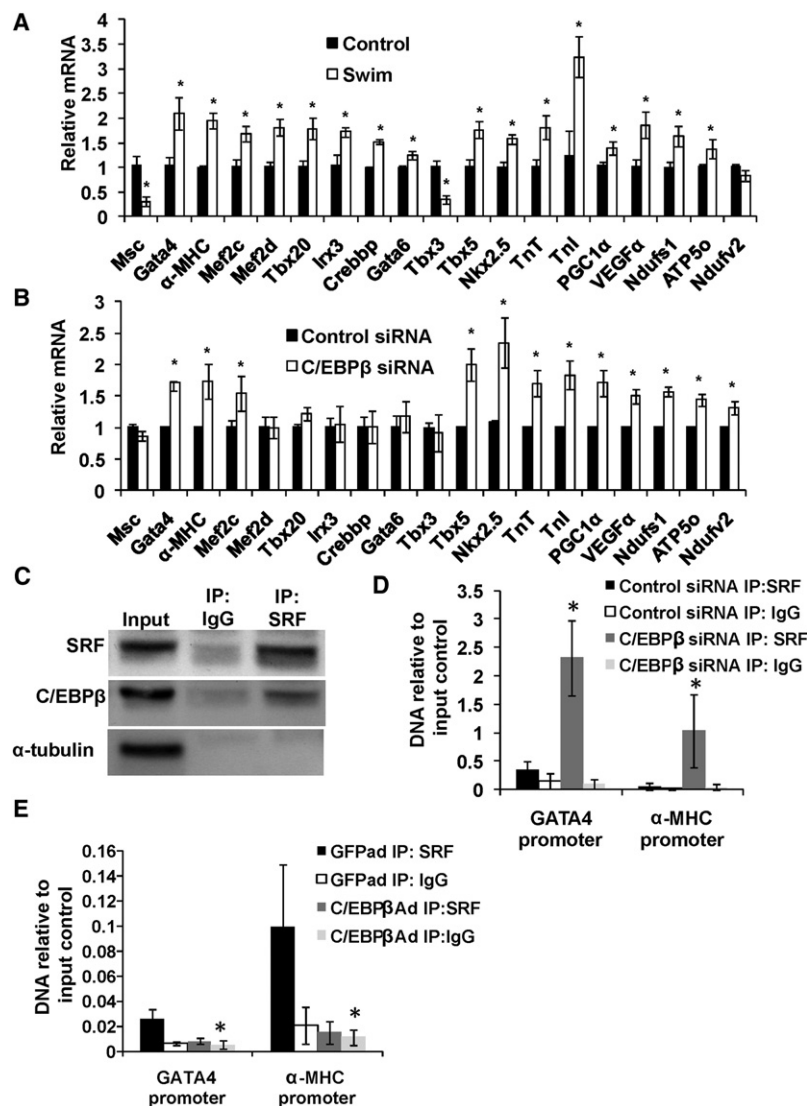 A
Relative mRNA
4
3.5
3
2.5
2
1.5
1
0.5
0
Control
Swim
* * * * * * * * * * * * * * * * * *
Msc Gata4 α-MHC Mef2c Mef2d Tbx20 Irx3 Crebbp Gata6 Tbx3 Tbx5 Nkx2.5 TnT TnI PGC1α VEGFα Ndufs1 ATP5o Ndufv2
B
Relative mRNA
3
2.5
2
1.5
1
0.5
0
Control siRNA
C/EBPβ siRNA
* * * * * * * * * * * *
Msc Gata4 α-MHC Mef2c Mef2d Tbx20 Irx3 Crebbp Gata6 Tbx3 Tbx5 Nkx2.5 TnT TnI PGC1α VEGFα Ndufs1 ATP5o Ndufv2
C
Input IP: IgG IP: SRF
SRF
C/EBPβ
α-tubulin
D
DNA relative to
input control
3.5
3
2.5
2
1.5
1
0.5
0
Control siRNA IP:SRF
Control siRNA IP: IgG
C/EBPβ siRNA IP: SRF
C/EBPβ siRNA IP: IgG
* *
GATA4 promoter
α-MHC promoter
E
DNA relative to
input control
0.16
0.14
0.12
0.1
0.08
0.06
0.04
0.02
0
GFPad IP: SRF
GFPad IP: IgG
C/EBPβAd IP:SRF
C/EBPβAd IP:IgG
* *
GATA4 promoter
α-MHC promoter